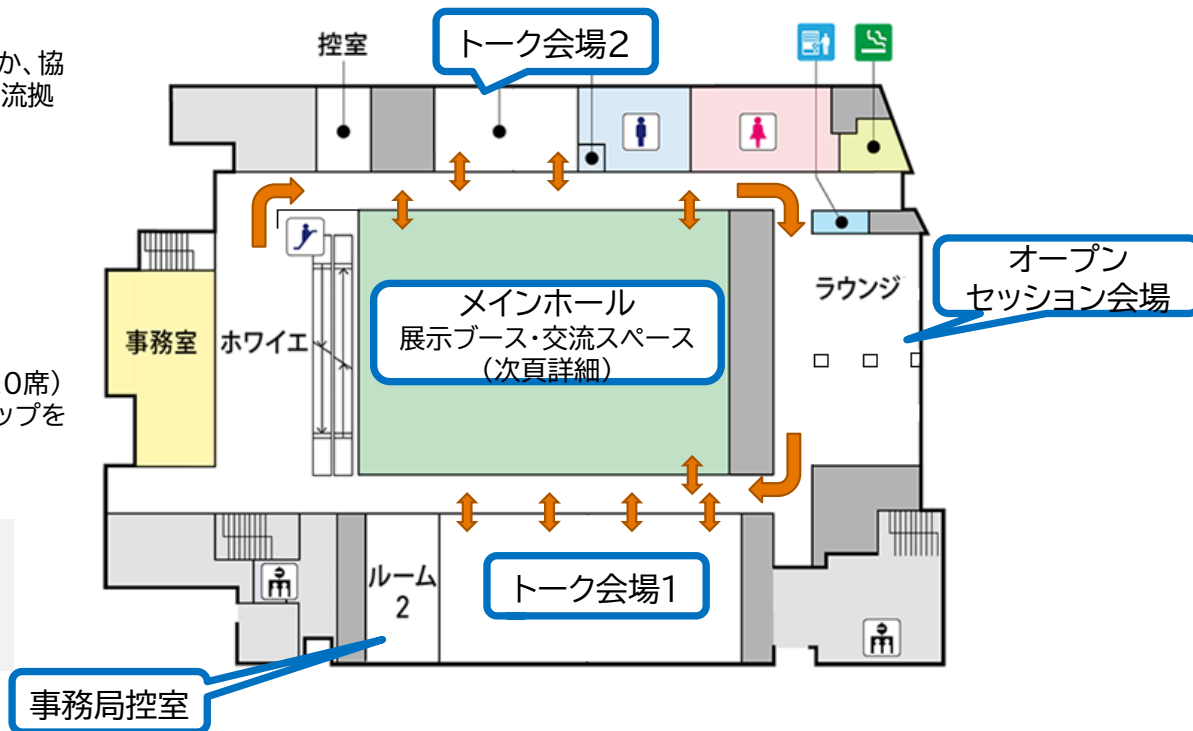 か、協
流拠
0席）
ップを
控室
トーク会場2
メインホール
展示ブース・交流スペース
（次頁詳細）
ラウンジ
オープン
セッション会場
事務室
ホワイエ
ルーム
2
トーク会場1
事務局控室